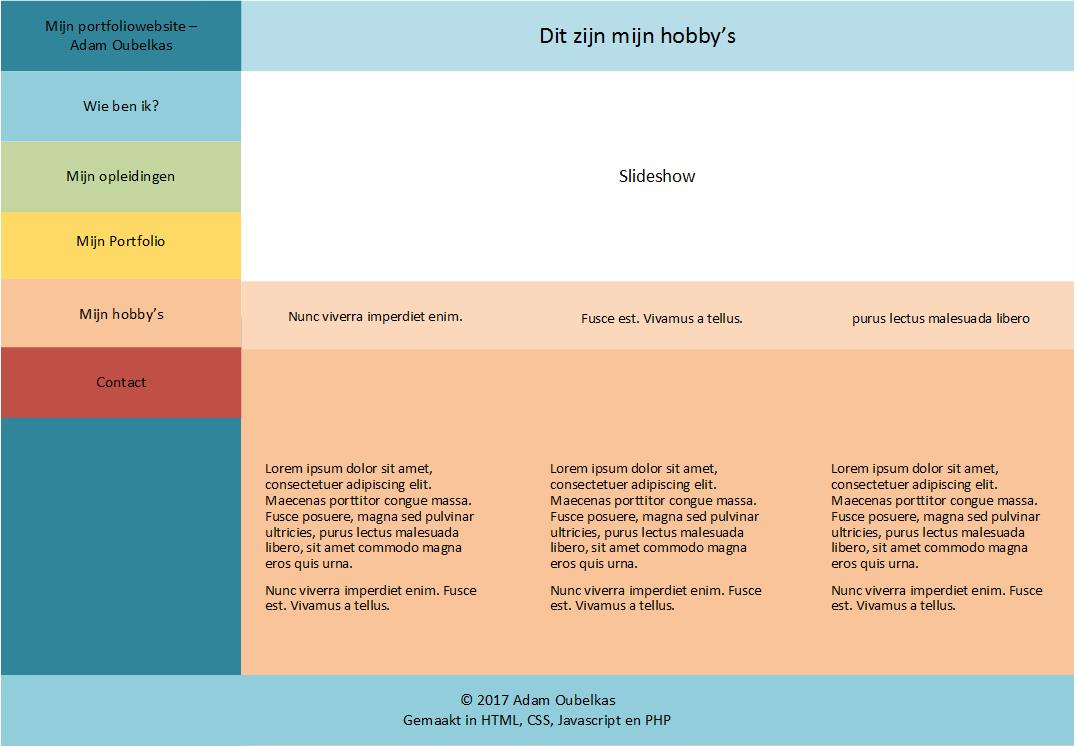 Mijn portfoliowebsite –
Adam Oubelkas
Dit zijn mijn hobby’s
Wie ben ik?
Mijn opleidingen
Mijn Portfolio
Mijn hobby’s
Contact
Slideshow
Nunc viverra imperdiet enim.
Fusce est. Vivamus a tellus.
purus lectus malesuada libero
Lorem ipsum dolor sit amet,
consectetuer adipiscing elit.
Maecenas porttitor congue massa.
Fusce posuere, magna sed pulvinar
ultricies, purus lectus malesuada
libero, sit amet commodo magna
eros quis urna.
Nunc viverra imperdiet enim. Fusce
est. Vivamus a tellus.
Lorem ipsum dolor sit amet,
consectetuer adipiscing elit.
Maecenas porttitor congue massa.
Fusce posuere, magna sed pulvinar
ultricies, purus lectus malesuada
libero, sit amet commodo magna
eros quis urna.
Nunc viverra imperdiet enim. Fusce
est. Vivamus a tellus.
Lorem ipsum dolor sit amet,
consectetuer adipiscing elit.
Maecenas porttitor congue massa.
Fusce posuere, magna sed pulvinar
ultricies, purus lectus malesuada
libero, sit amet commodo magna
eros quis urna.
Nunc viverra imperdiet enim. Fusce
est. Vivamus a tellus.
© 2017 Adam Oubelkas
Gemaakt in HTML, CSS, Javascript en PHP